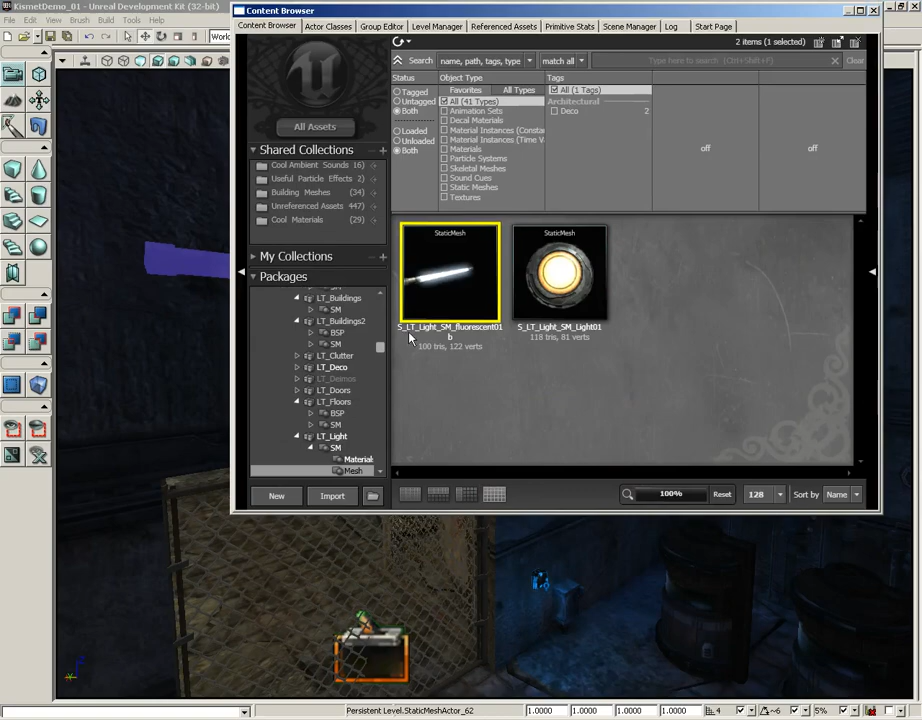 KismetDemo_01 - Unreal Development Kit (32-bit)
File Edit View Brush Build Tools Help
World
Content Browser
Content Browser Actor Classes Group Editor Level Manager Referenced Assets Primitive Stats Scene Manager Log Start Page
2 items (1 selected)
Search name, path, tags, type match all Type here to search (Ctrl+Shift+F) Clear
Status Object Type Tags
Tagged Favorites All Types All (1 Tags)
Untagged All (41 Types) Architectural
Both Animation Sets Deco 2
Decal Materials
Loaded Material Instances (Consta
Unloaded Material Instances (Time V
Both Materials
Particle Systems
Skeletal Meshes
Sound Cues
Static Meshes
Textures
off off
All Assets
Shared Collections
Cool Ambient Sounds 16)
Useful Particle Effects 2)
Building Meshes (34)
Unreferenced Assets 447)
Cool Materials (29)
My Collections
Packages
SM
LT_Buildings
SM
LT_Buildings2
BSP
SM
LT_Clutter
LT_Deco
LT_Deimos
LT_Doors
LT_Floors
BSP
SM
LT_Light
SM
Material
Mesh
New Import
StaticMesh
S_LT_Light_SM_fluorescent01
b
100 tris, 122 verts
StaticMesh
S_LT_Light_SM_Light01
118 tris, 81 verts
100% Reset 128 Sort by Name
Persistent Level.StaticMeshActor_62 1.0000 1.0000 1.0000 1.0000 4 ~6 5%